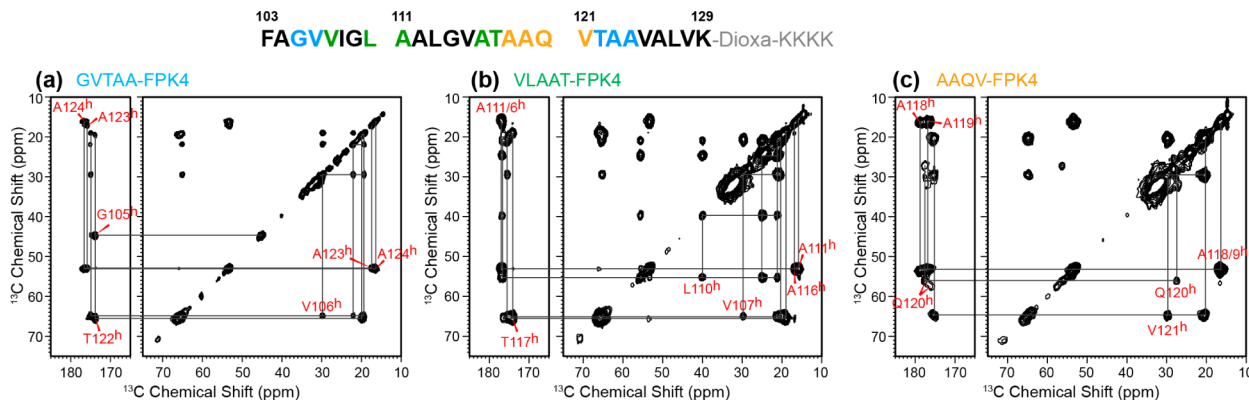 103 111 121 129
FAGVVIGL AALGVATAAQ VTAAVALVK-Dioxa-KKKK
(a) GVTAA-FPK4
10
20
30
40
50
60
70
180 170 60 50 40 30 20 10
¹³C Chemical Shift (ppm)
¹³C Chemical Shift (ppm)
A124ʰ
A123ʰ
G105ʰ
T122ʰ
V106ʰ
A123ʰ
A124ʰ
(b) VLAAT-FPK4
10
20
30
40
50
60
70
180 170 60 50 40 30 20 10
¹³C Chemical Shift (ppm)
¹³C Chemical Shift (ppm)
A111/6ʰ
T117ʰ
L110ʰ
V107ʰ
A111ʰ
A116ʰ
(c) AAQV-FPK4
10
20
30
40
50
60
70
180 170 60 50 40 30 20 10
¹³C Chemical Shift (ppm)
¹³C Chemical Shift (ppm)
A118ʰ
A119ʰ
Q120ʰ
A118/9ʰ
Q120ʰ
V121ʰ